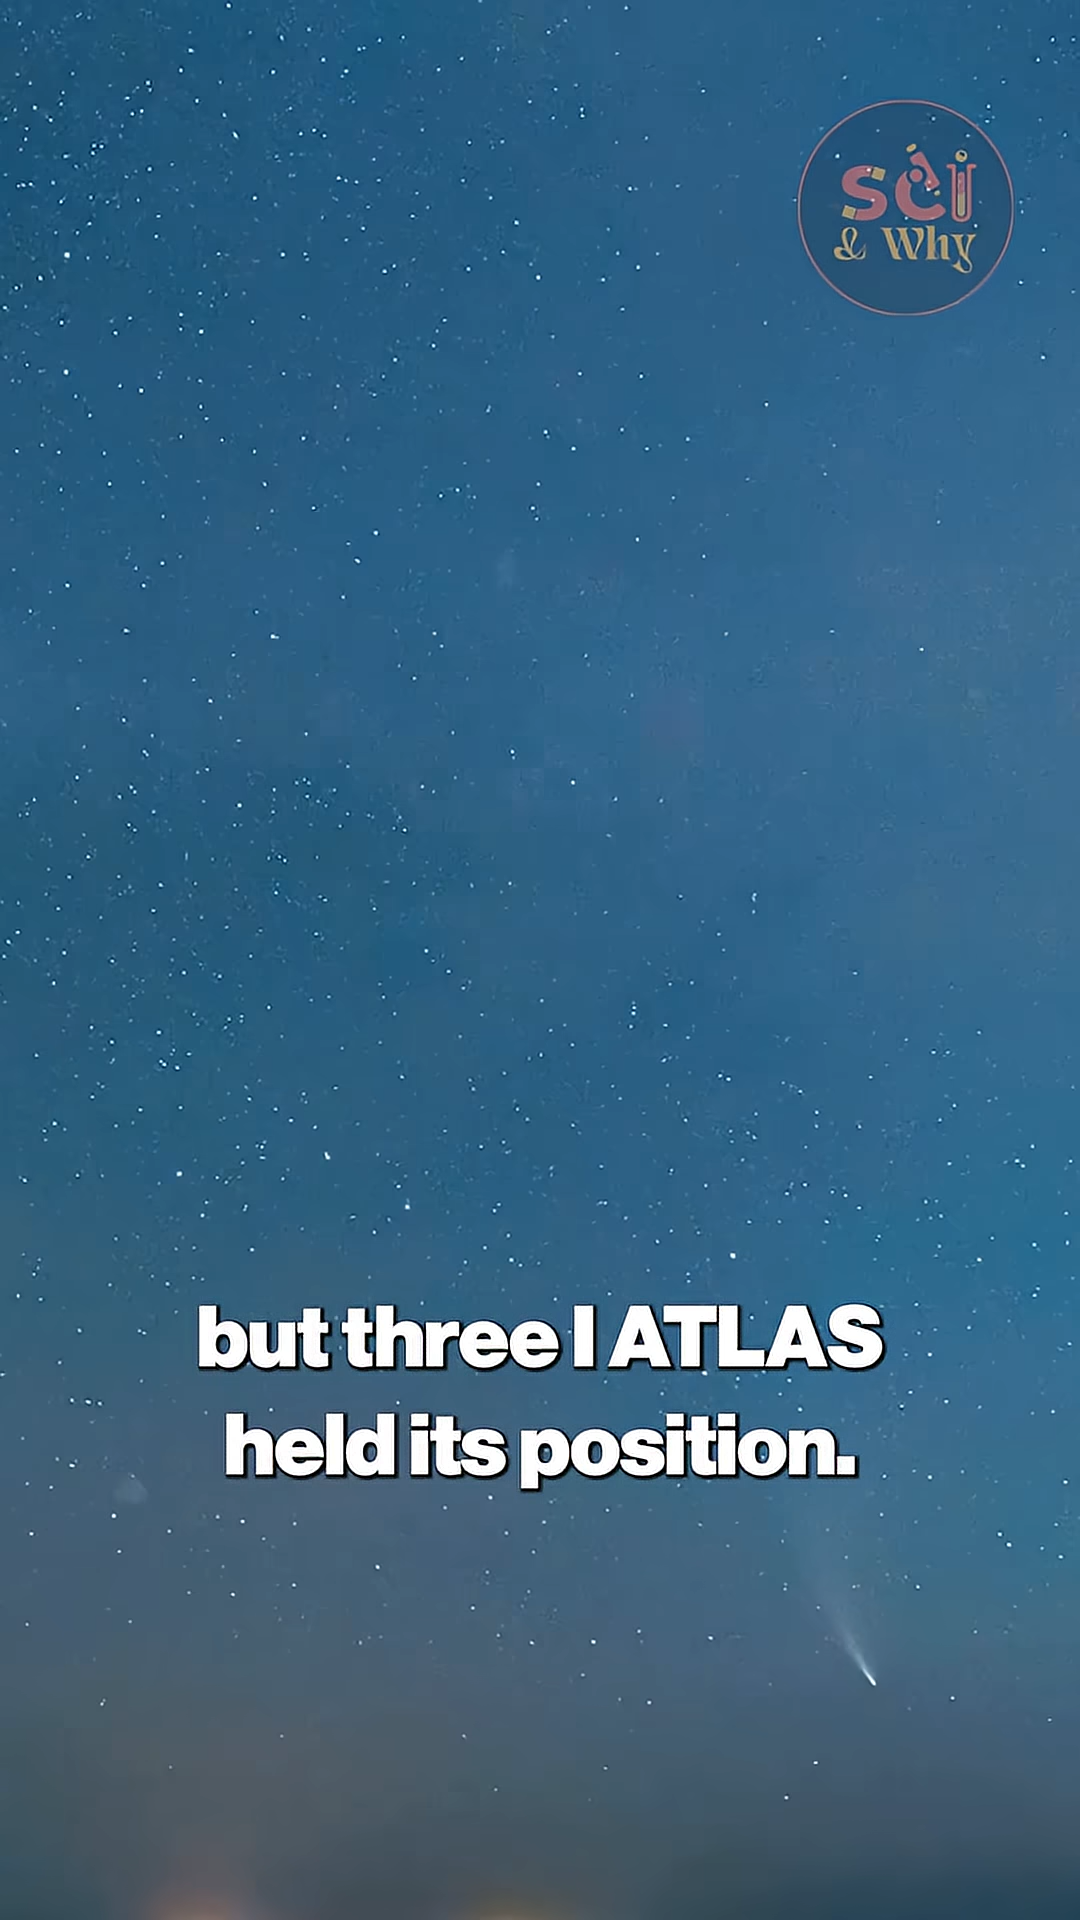 SCI
& Why
but three I ATLAS
held its position.